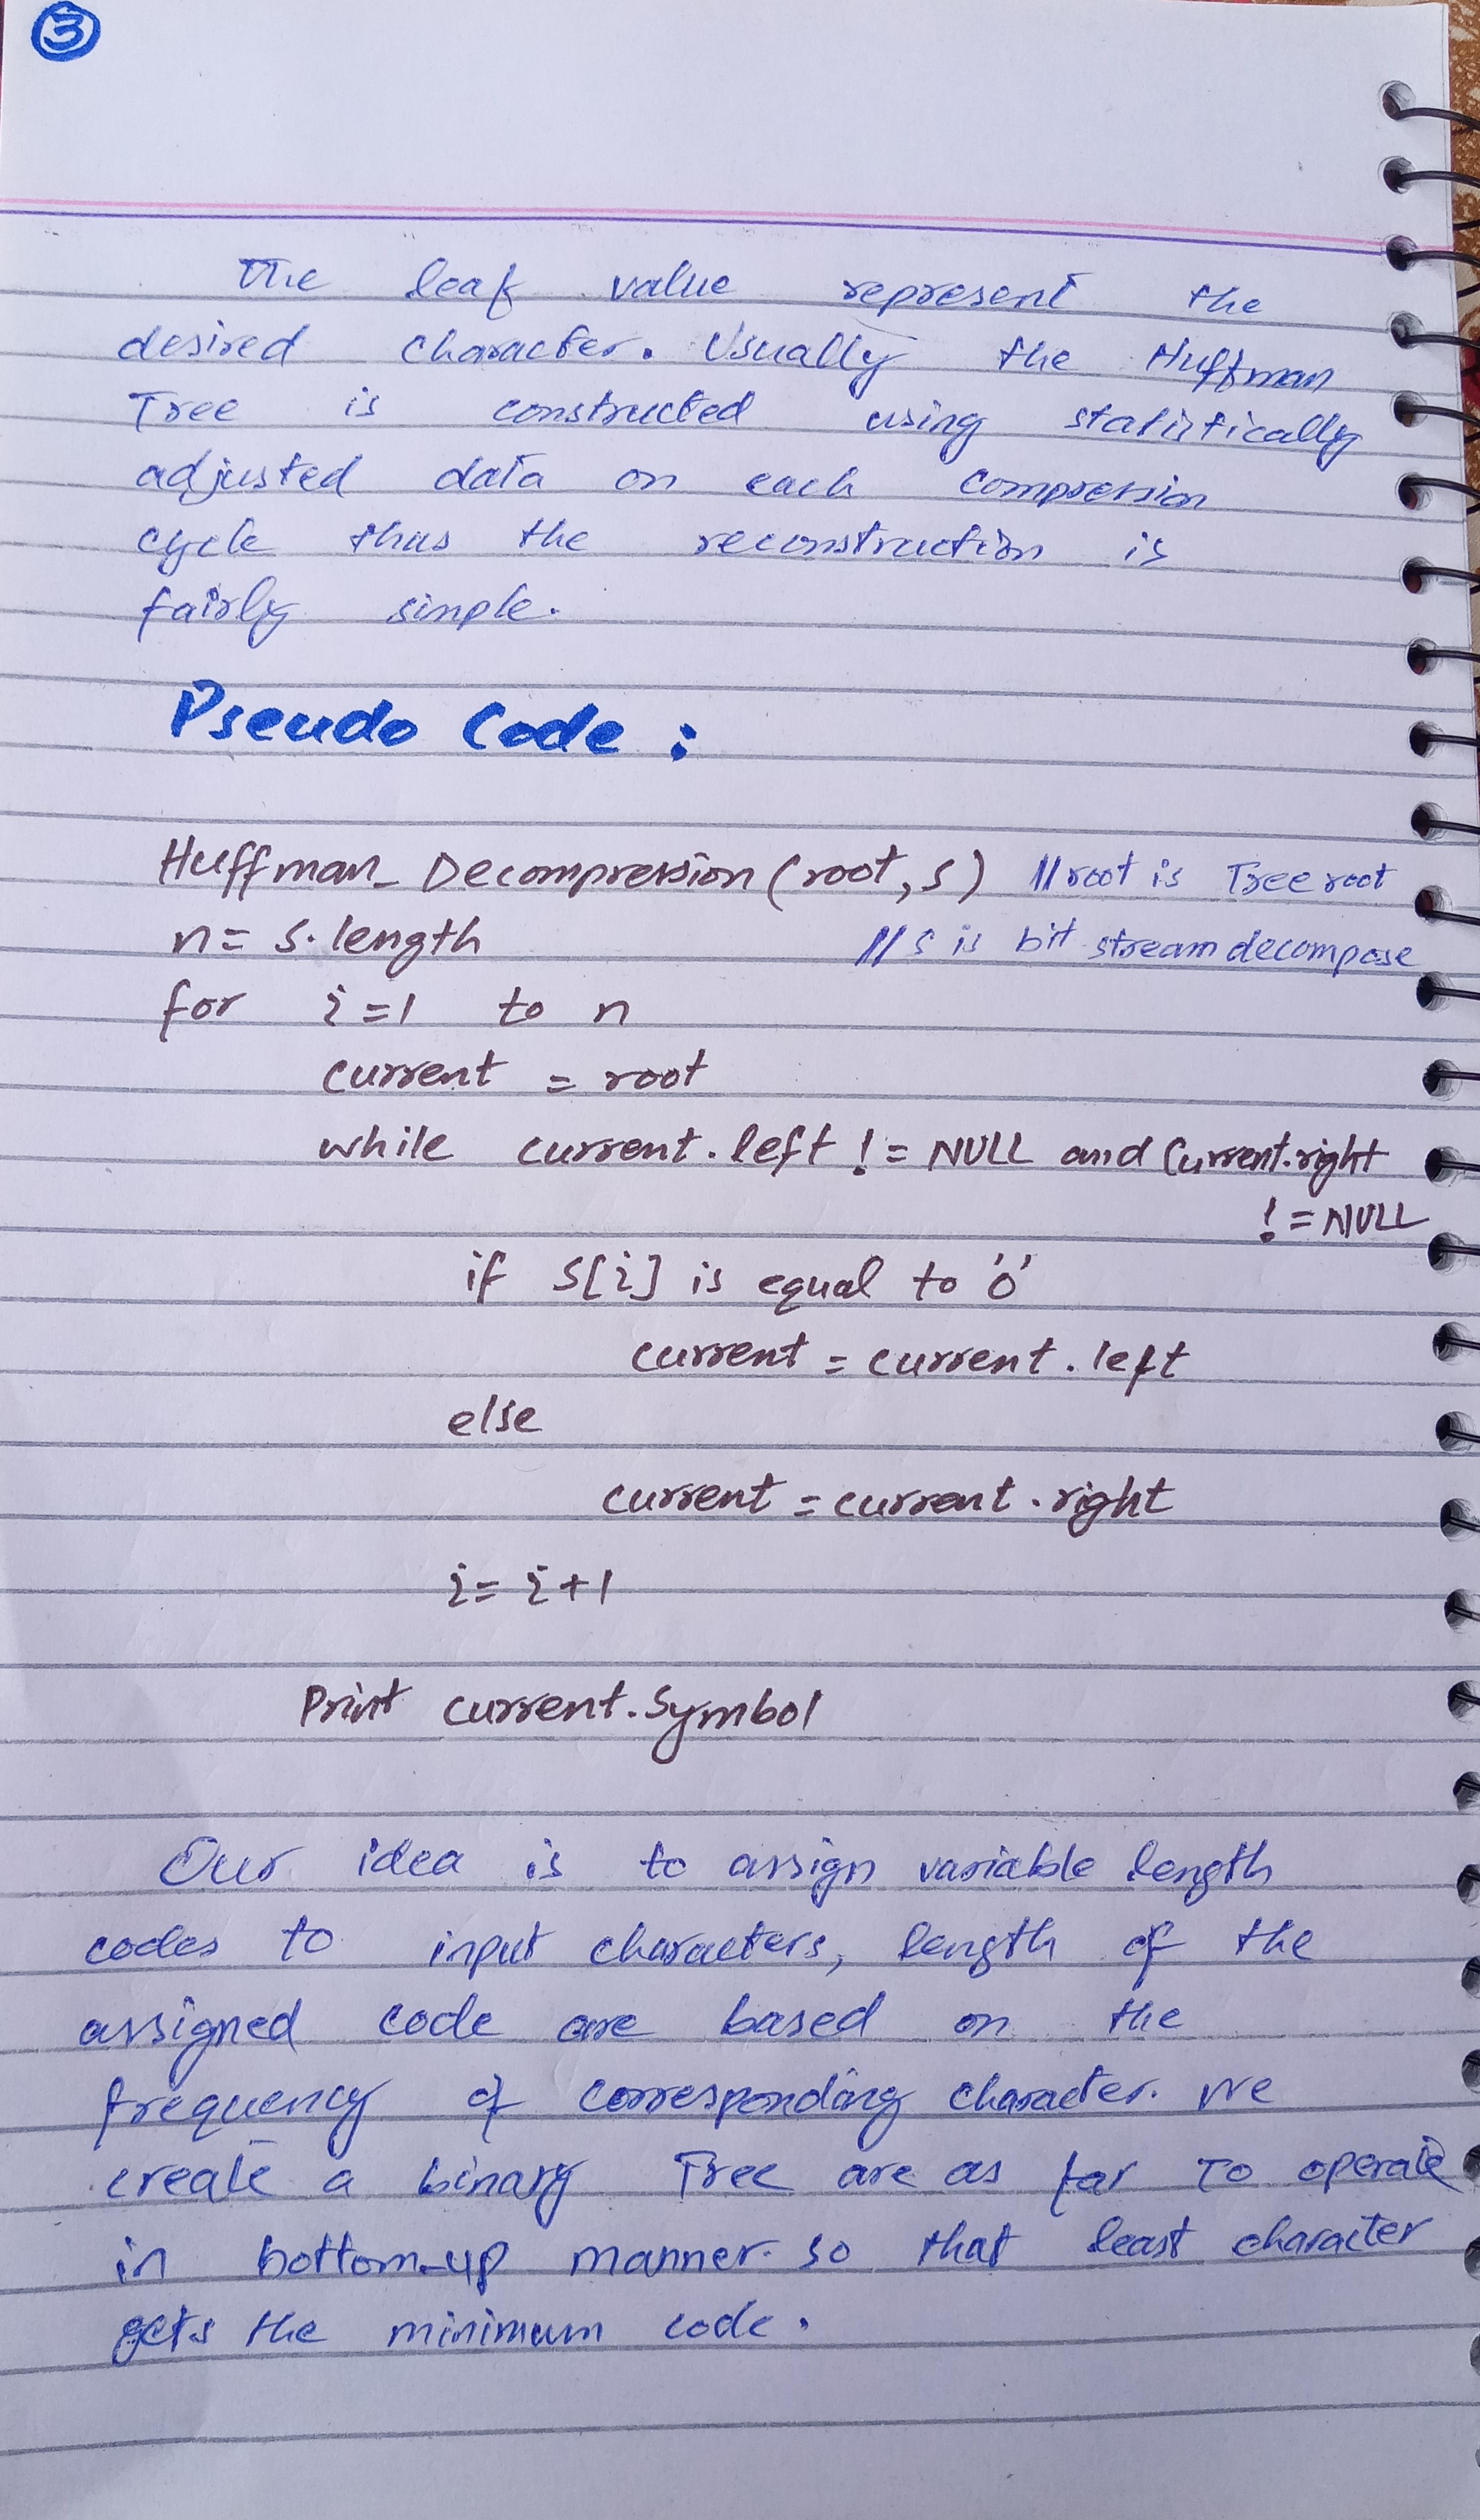 3
The leaf value represent the
desired character. Usually the Huffman
Tree is constructed using statistically
adjusted data on each compression
cycle thus the reconstruction is
fairly simple.
Pseudo Code :
Huffman_Decompression (root, s) // root is Tree root
n = s.length // s is bit stream decompose
for i=1 to n
current = root
while current.left != NULL and current.right
!= NULL
if s[i] is equal to '0'
current = current.left
else
current = current.right
i = i+1
Print current.symbol
Our idea is to assign variable length
codes to input characters, length of the
assigned code are based on the
frequency of corresponding character. We
create a binary Tree are as far To operate
in bottom-up manner. so that least character
gets the minimum code.